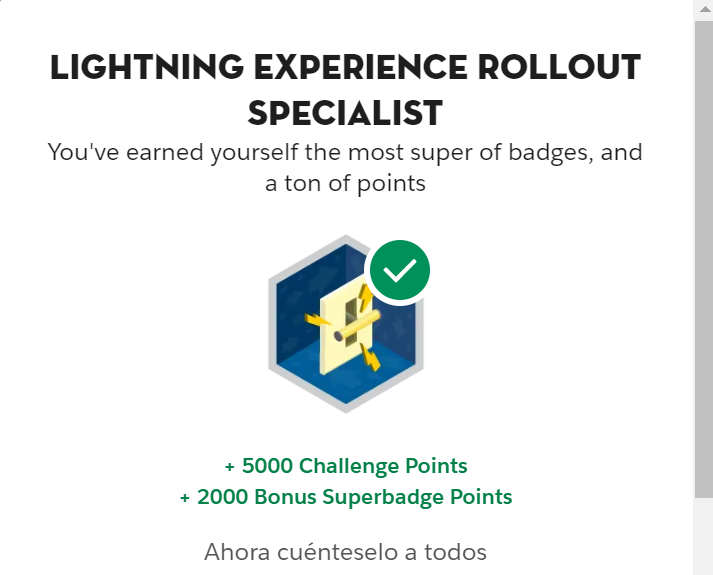 LIGHTNING EXPERIENCE ROLLOUT
SPECIALIST
You've earned yourself the most super of badges, and
a ton of points
+ 5000 Challenge Points
+ 2000 Bonus Superbadge Points
Ahora cuénteselo a todos